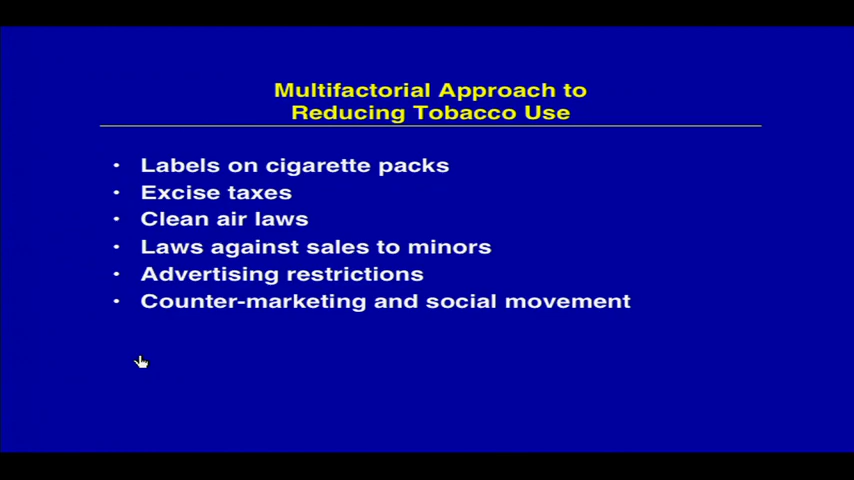 Multifactorial Approach to
Reducing Tobacco Use
• Labels on cigarette packs
• Excise taxes
• Clean air laws
• Laws against sales to minors
• Advertising restrictions
• Counter-marketing and social movement